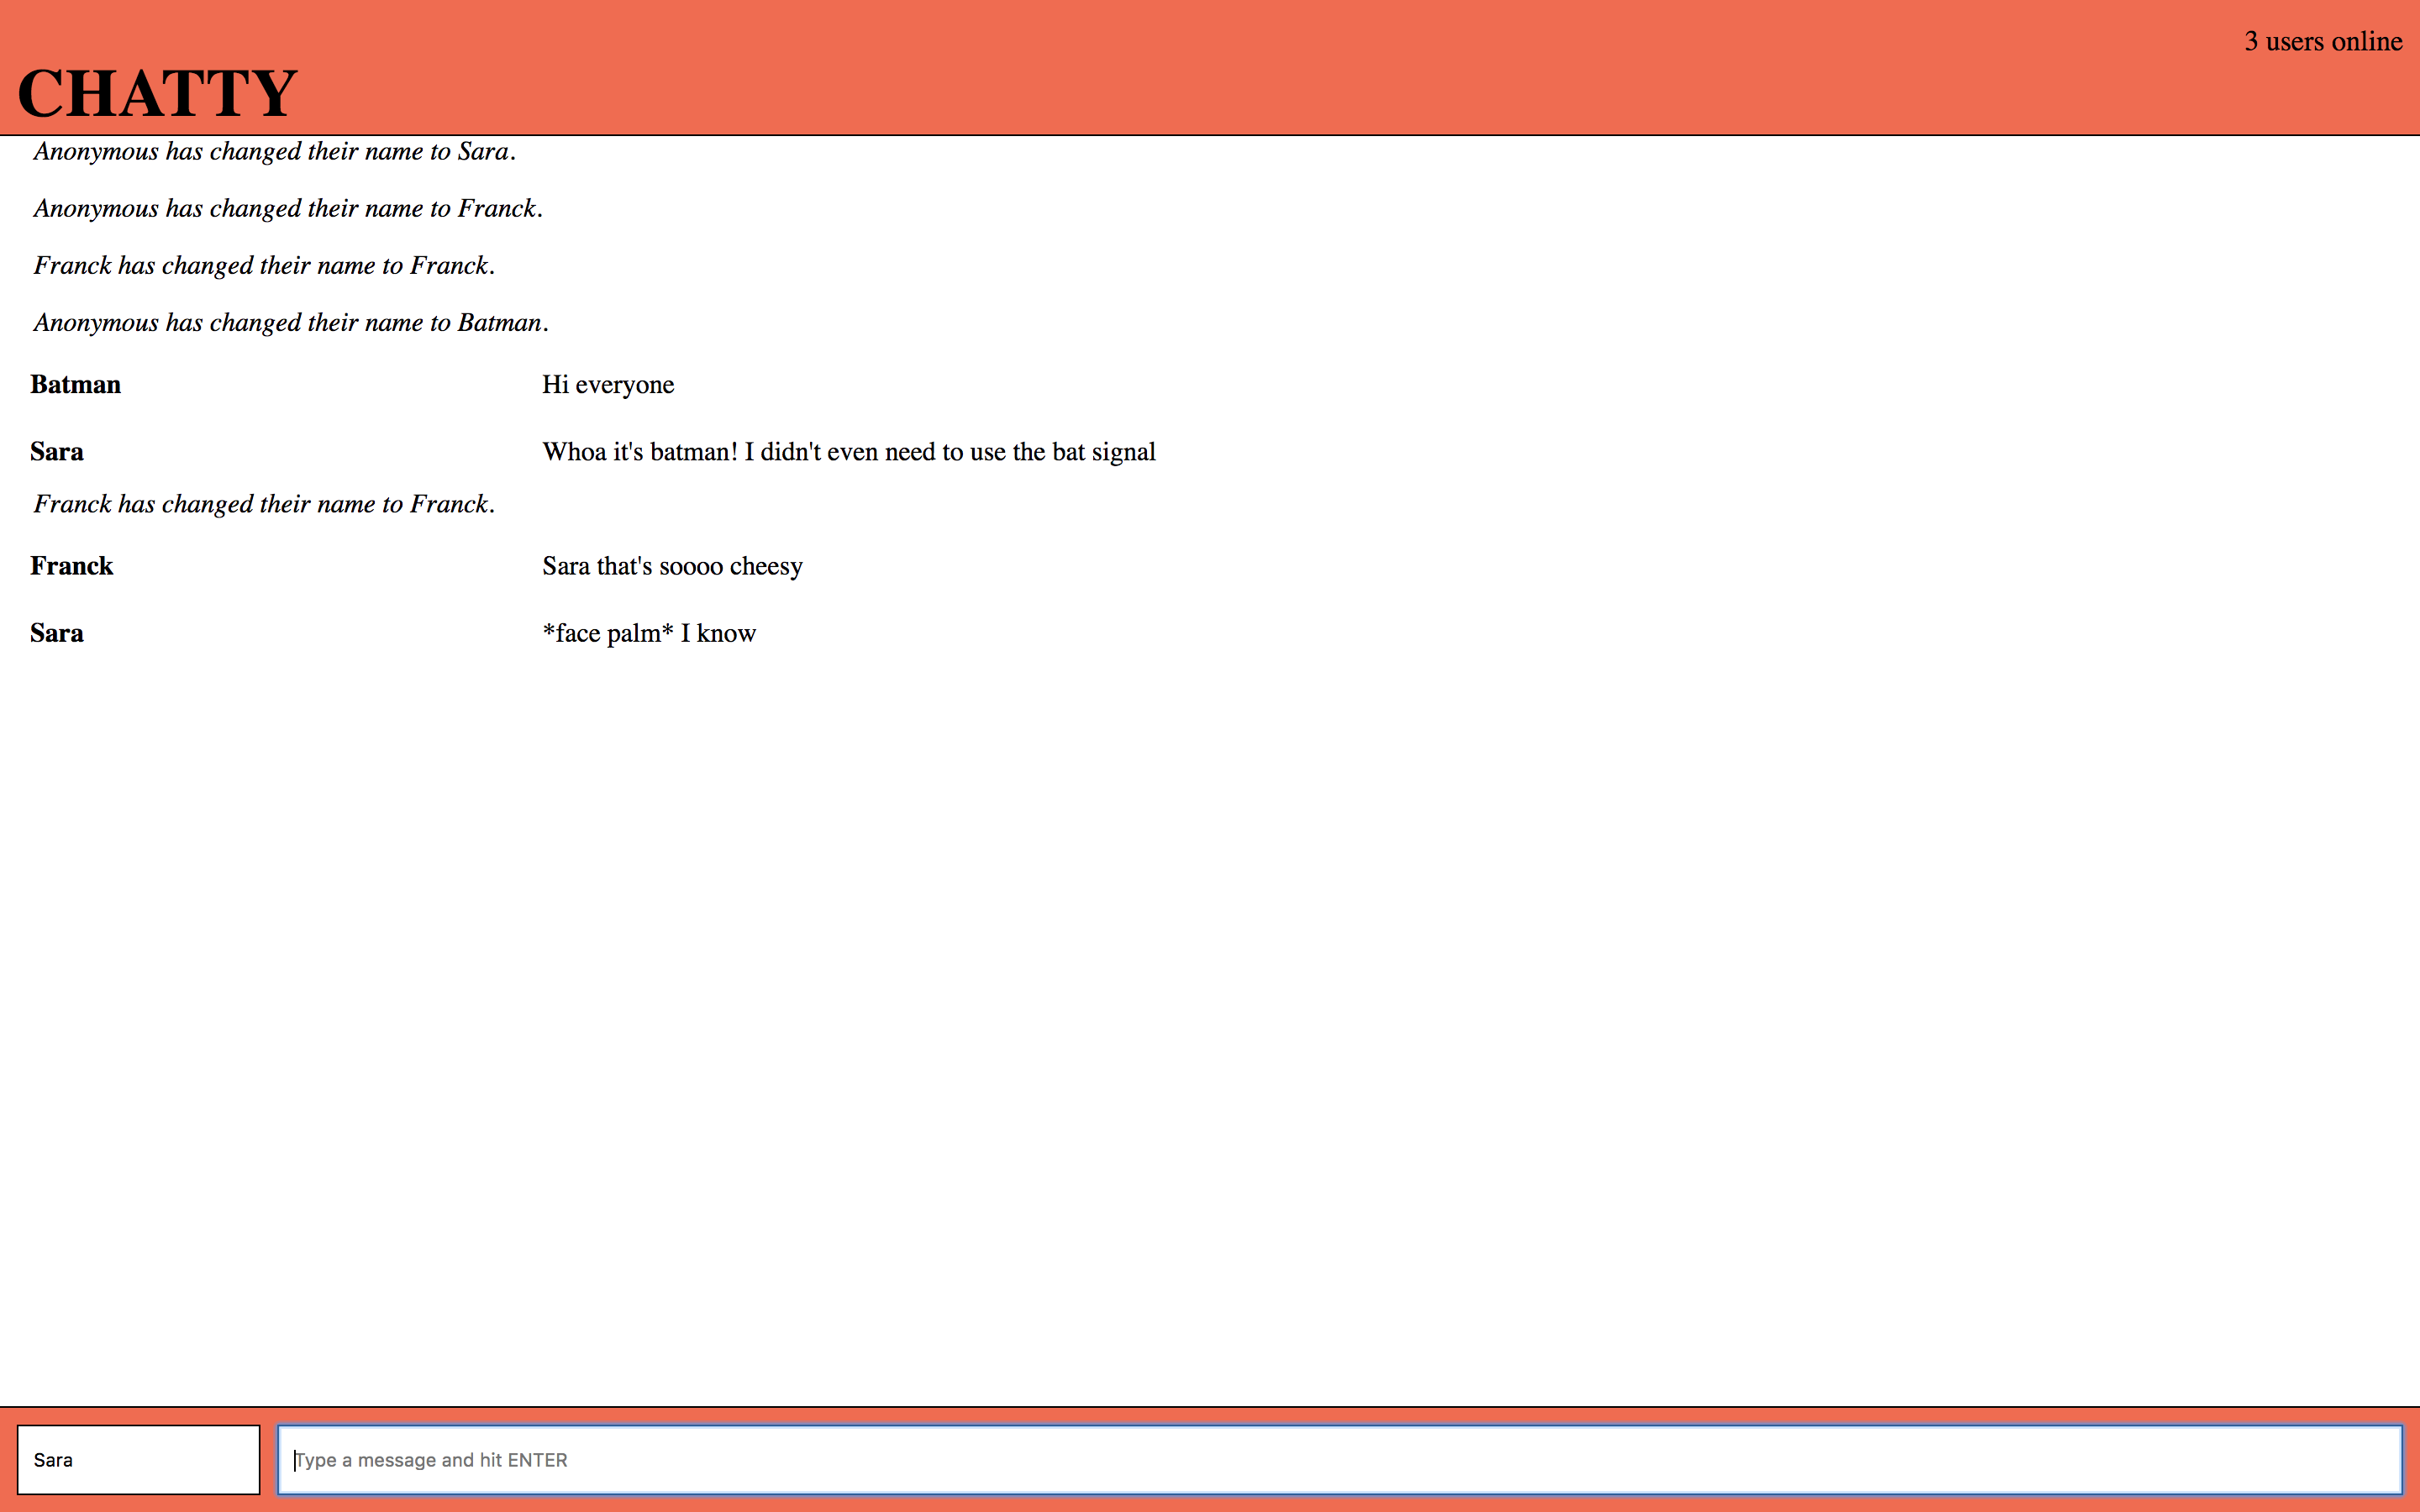 3 users online
CHATTY
Anonymous has changed their name to Sara.
Anonymous has changed their name to Franck.
Franck has changed their name to Franck.
Anonymous has changed their name to Batman.
Batman Hi everyone
Sara Whoa it's batman! I didn't even need to use the bat signal
Franck has changed their name to Franck.
Franck Sara that's soooo cheesy
Sara *face palm* I know
Sara Type a message and hit ENTER